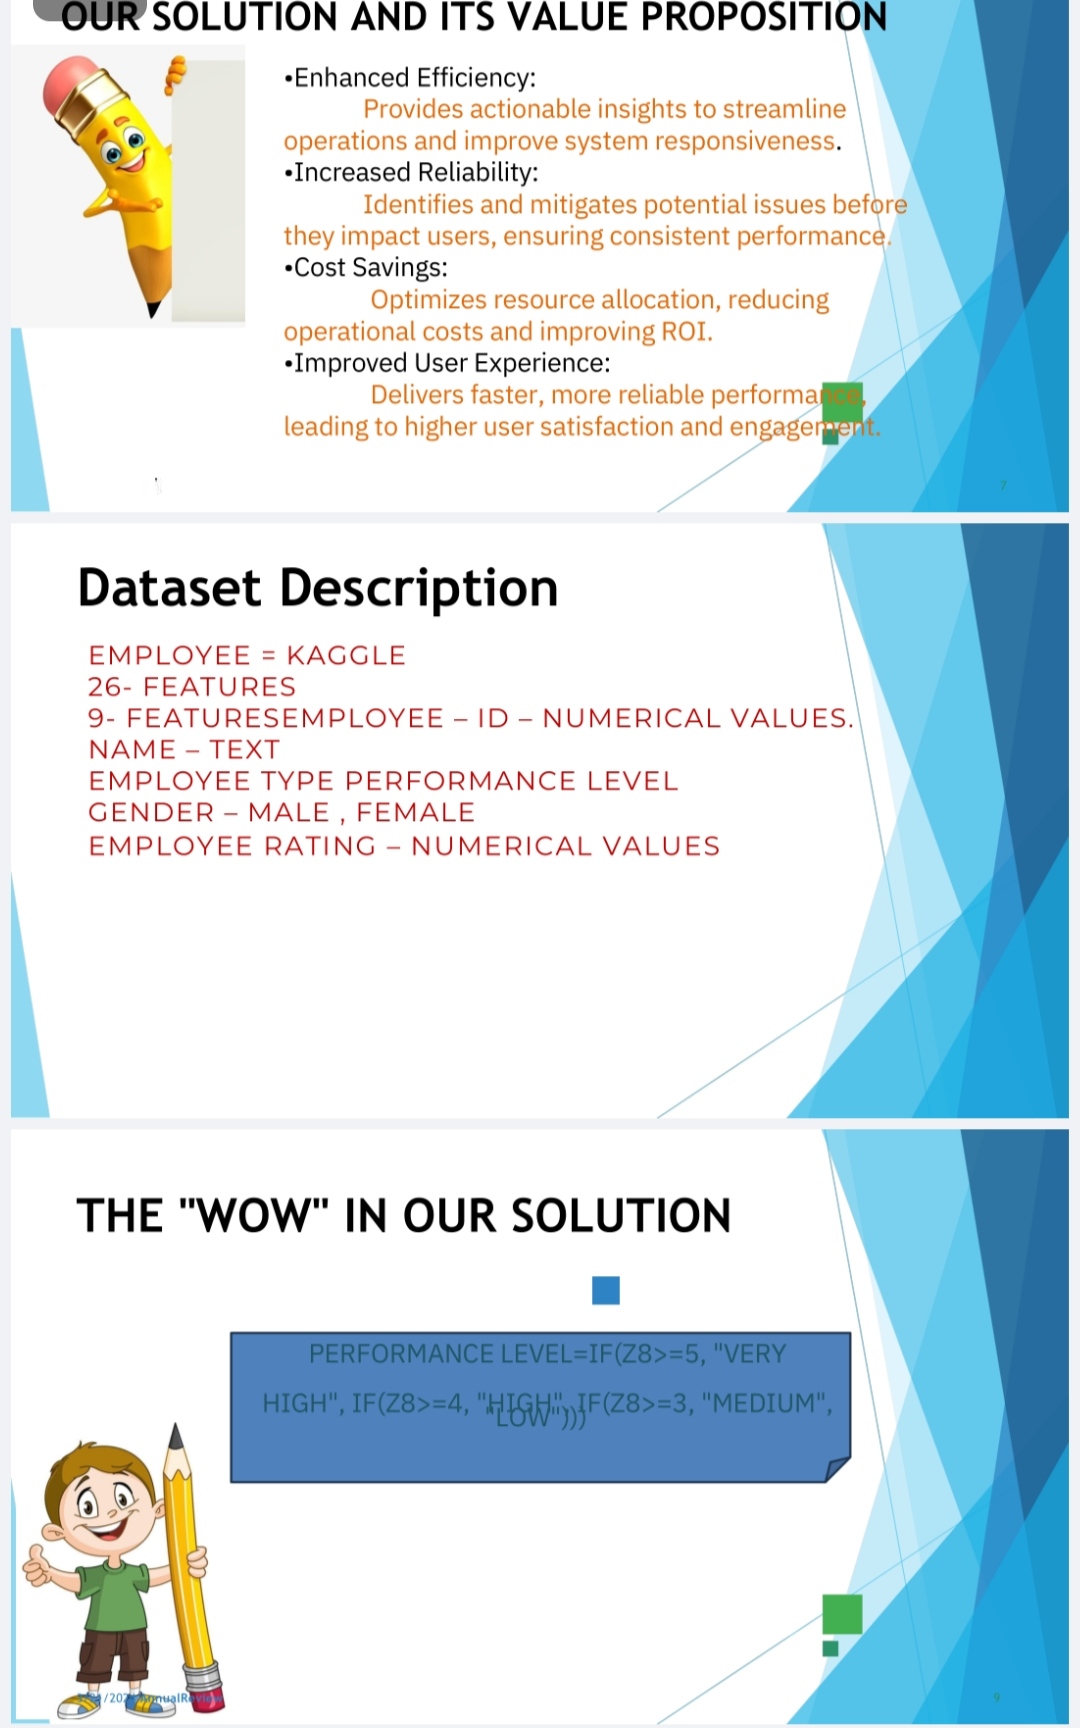 OUR SOLUTION AND ITS VALUE PROPOSITION
•Enhanced Efficiency:
Provides actionable insights to streamline
operations and improve system responsiveness.
•Increased Reliability:
Identifies and mitigates potential issues before
they impact users, ensuring consistent performance.
•Cost Savings:
Optimizes resource allocation, reducing
operational costs and improving ROI.
•Improved User Experience:
Delivers faster, more reliable performance,
leading to higher user satisfaction and engagement.
7
Dataset Description
EMPLOYEE = KAGGLE
26- FEATURES
9- FEATURESEMPLOYEE – ID – NUMERICAL VALUES.
NAME – TEXT
EMPLOYEE TYPE PERFORMANCE LEVEL
GENDER – MALE , FEMALE
EMPLOYEE RATING – NUMERICAL VALUES
THE "WOW" IN OUR SOLUTION
PERFORMANCE LEVEL=IF(Z8>=5, "VERY
HIGH", IF(Z8>=4, "HIGH", IF(Z8>=3, "MEDIUM",
"LOW")))
AnnualReview
9